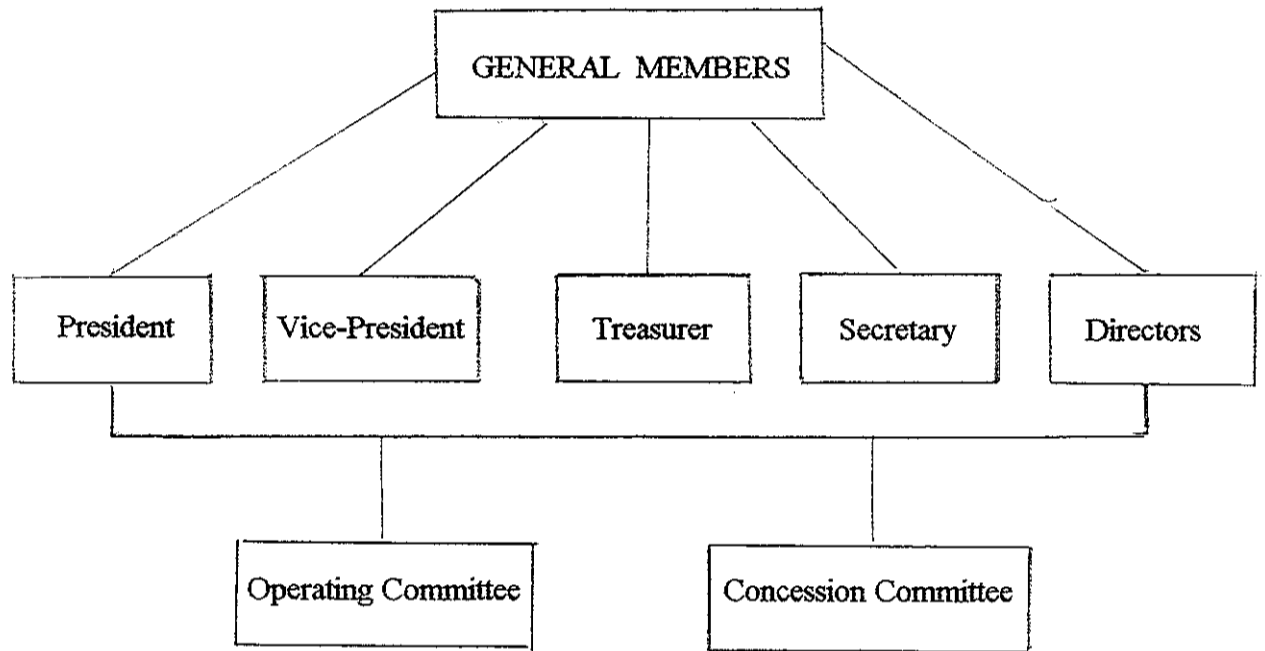 GENERAL MEMBERS
President
Vice-President
Treasurer
Secretary
Directors
Operating Committee
Concession Committee